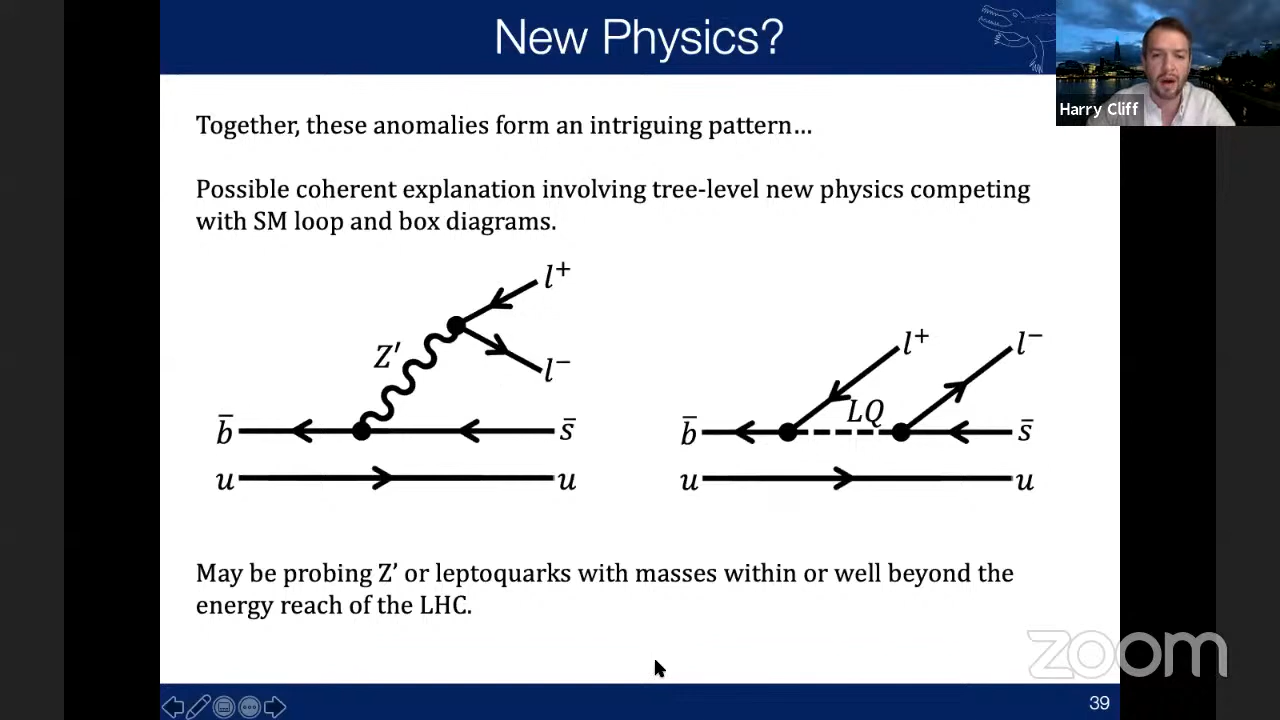 New Physics?
Harry Cliff
Together, these anomalies form an intriguing pattern…
Possible coherent explanation involving tree-level new physics competing
with SM loop and box diagrams.
l⁺
Z′
l⁻
b̄
s̄
u
u
l⁺
l⁻
LQ
b̄
s̄
u
u
May be probing Z’ or leptoquarks with masses within or well beyond the
energy reach of the LHC.
zoom
39